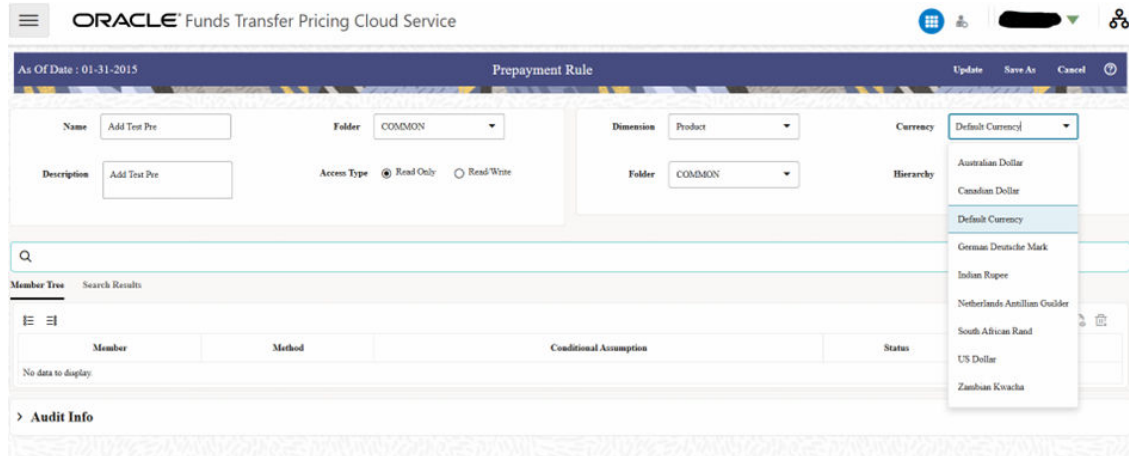 ORACLE® Funds Transfer Pricing Cloud Service
As Of Date : 01-31-2015 Prepayment Rule Update Save As Cancel
Name Add Test Pre Folder COMMON Dimension Product Currency Default Currency
Description Add Test Pre Access Type Read Only Read/Write Folder COMMON Hierarchy
Australian Dollar
Canadian Dollar
Default Currency
German Deutsche Mark
Indian Rupee
Netherlands Antillian Guilder
South African Rand
US Dollar
Zambian Kwacha
Member Tree Search Results
Member Method Conditional Assumption Status
No data to display.
Audit Info